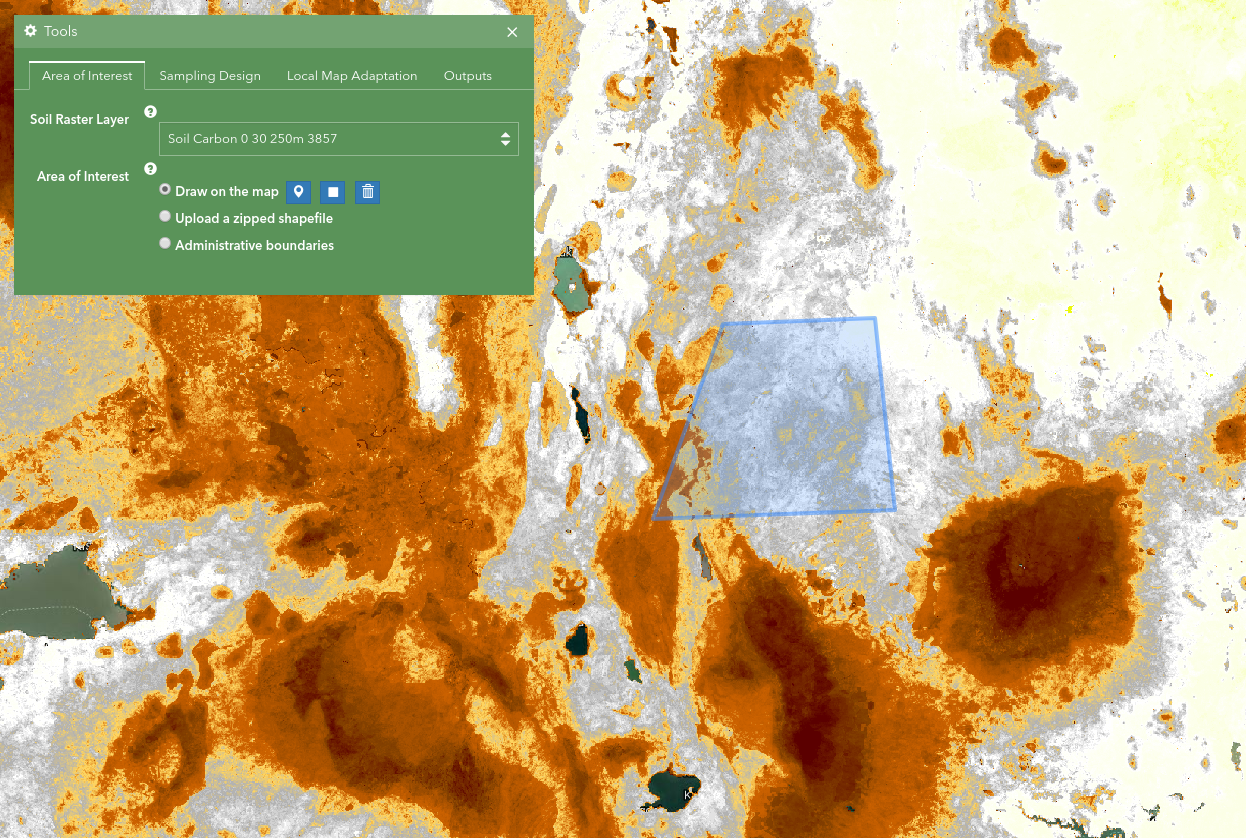 Tools
Area of Interest Sampling Design Local Map Adaptation Outputs
Soil Raster Layer
Soil Carbon 0 30 250m 3857
Area of Interest
Draw on the map
Upload a zipped shapefile
Administrative boundaries